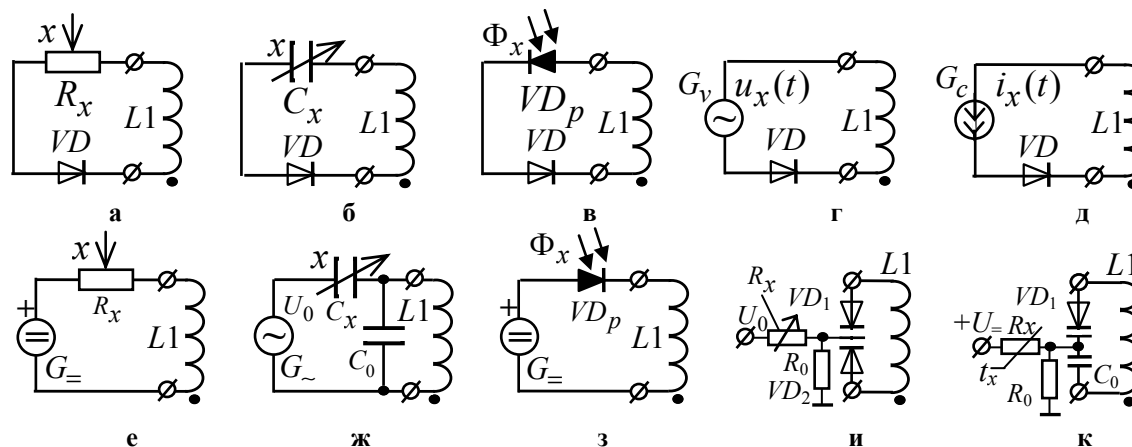 x
R_x
L1
VD
а
x
C_x
L1
VD
б
Φ_x
VD_p
L1
VD
в
G_v
u_x(t)
L1
VD
г
G_c
i_x(t)
L1
VD
д
+
x
R_x
L1
G_=
е
U_0
x
C_x
L1
C_0
G_~
ж
+
Φ_x
VD_p
L1
G_=
з
L1
R_x
VD_1
U_0
R_0
VD_2
и
L1
VD_1
+U_= Rx
t_x
R_0
C_0
к